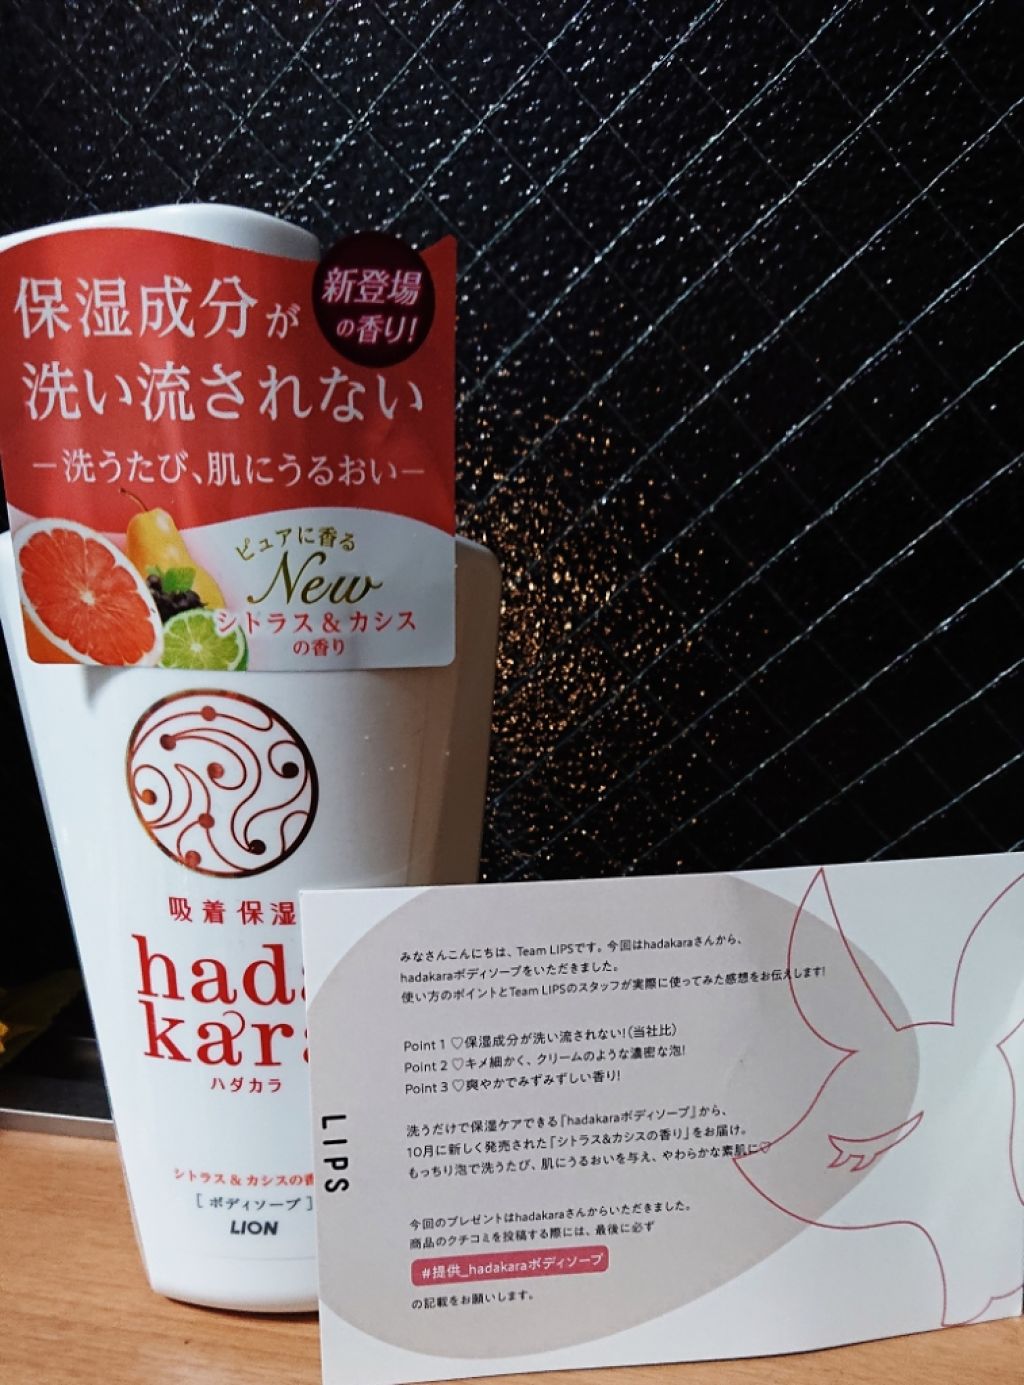 保湿成分が
洗い流されない
−洗うたび、肌にうるおい−
新登場
の香り!
ピュアに香る
New
シトラス&カシス
の香り
吸着保湿
hada
kara
ハダカラ
シトラス&カシスの香
[ボディソープ]
LION
LIPS
みなさんこんにちは、Team LIPSです。今回はhadakaraさんから、
hadakaraボディソープをいただきました。
使い方のポイントとTeam LIPSのスタッフが実際に使ってみた感想をお伝えします!
Point 1 ♡保湿成分が洗い流されない!(当社比)
Point 2 ♡キメ細かく、クリームのような濃密な泡!
Point 3 ♡爽やかでみずみずしい香り!
洗うだけで保湿ケアできる『hadakaraボディソープ』から、
10月に新しく発売された「シトラス&カシスの香り」をお届け。
もっちり泡で洗うたび、肌にうるおいを与え、やわらかな素肌に♡
今回のプレゼントはhadakaraさんからいただきました。
商品のクチコミを投稿する際には、最後に必ず
#提供_hadakaraボディソープ
の記載をお願いします。